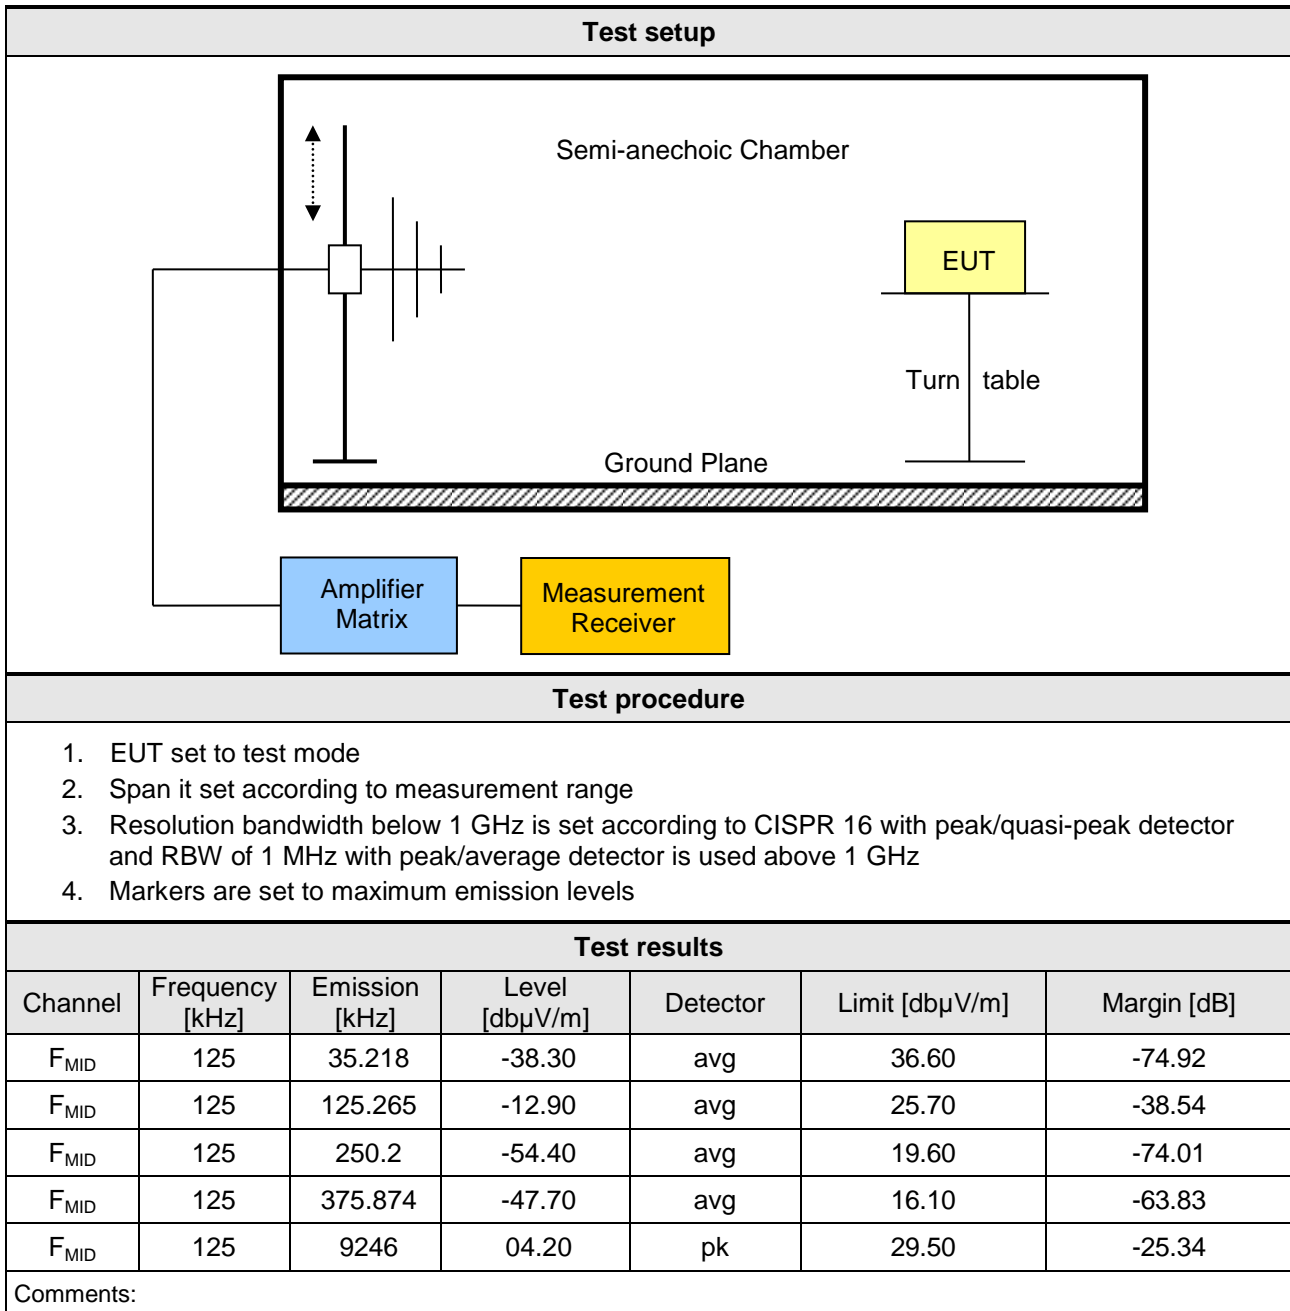 Test setup
Semi-anechoic Chamber
EUT
Turn table
Ground Plane
Amplifier
Matrix
Measurement
Receiver
Test procedure
1. EUT set to test mode
2. Span it set according to measurement range
3. Resolution bandwidth below 1 GHz is set according to CISPR 16 with peak/quasi-peak detector
and RBW of 1 MHz with peak/average detector is used above 1 GHz
4. Markers are set to maximum emission levels
Test results
Channel Frequency [kHz] Emission [kHz] Level [dbµV/m] Detector Limit [dbµV/m] Margin [dB]
FMID 125 35.218 -38.30 avg 36.60 -74.92
FMID 125 125.265 -12.90 avg 25.70 -38.54
FMID 125 250.2 -54.40 avg 19.60 -74.01
FMID 125 375.874 -47.70 avg 16.10 -63.83
FMID 125 9246 04.20 pk 29.50 -25.34
Comments: